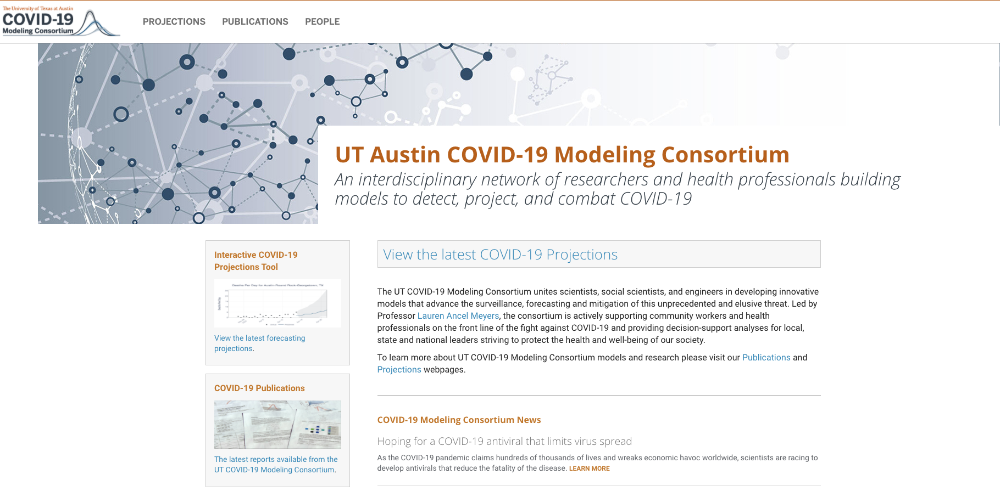 The University of Texas at Austin
COVID-19
Modeling Consortium
PROJECTIONS
PUBLICATIONS
PEOPLE
UT Austin COVID-19 Modeling Consortium
An interdisciplinary network of researchers and health professionals building
models to detect, project, and combat COVID-19
Interactive COVID-19
Projections Tool
Deaths Per Day for Austin-Round Rock-Georgetown, TX
View the latest forecasting
projections.
COVID-19 Publications
The latest reports available from the
UT COVID-19 Modeling Consortium.
View the latest COVID-19 Projections
The UT COVID-19 Modeling Consortium unites scientists, social scientists, and engineers in developing innovative
models that advance the surveillance, forecasting and mitigation of this unprecedented and elusive threat. Led by
Professor Lauren Ancel Meyers, the consortium is actively supporting community workers and health
professionals on the front line of the fight against COVID-19 and providing decision-support analyses for local,
state and national leaders striving to protect the health and well-being of our society.
To learn more about UT COVID-19 Modeling Consortium models and research please visit our Publications and
Projections webpages.
COVID-19 Modeling Consortium News
Hoping for a COVID-19 antiviral that limits virus spread
As the COVID-19 pandemic claims hundreds of thousands of lives and wreaks economic havoc worldwide, scientists are racing to
develop antivirals that reduce the fatality of the disease. LEARN MORE